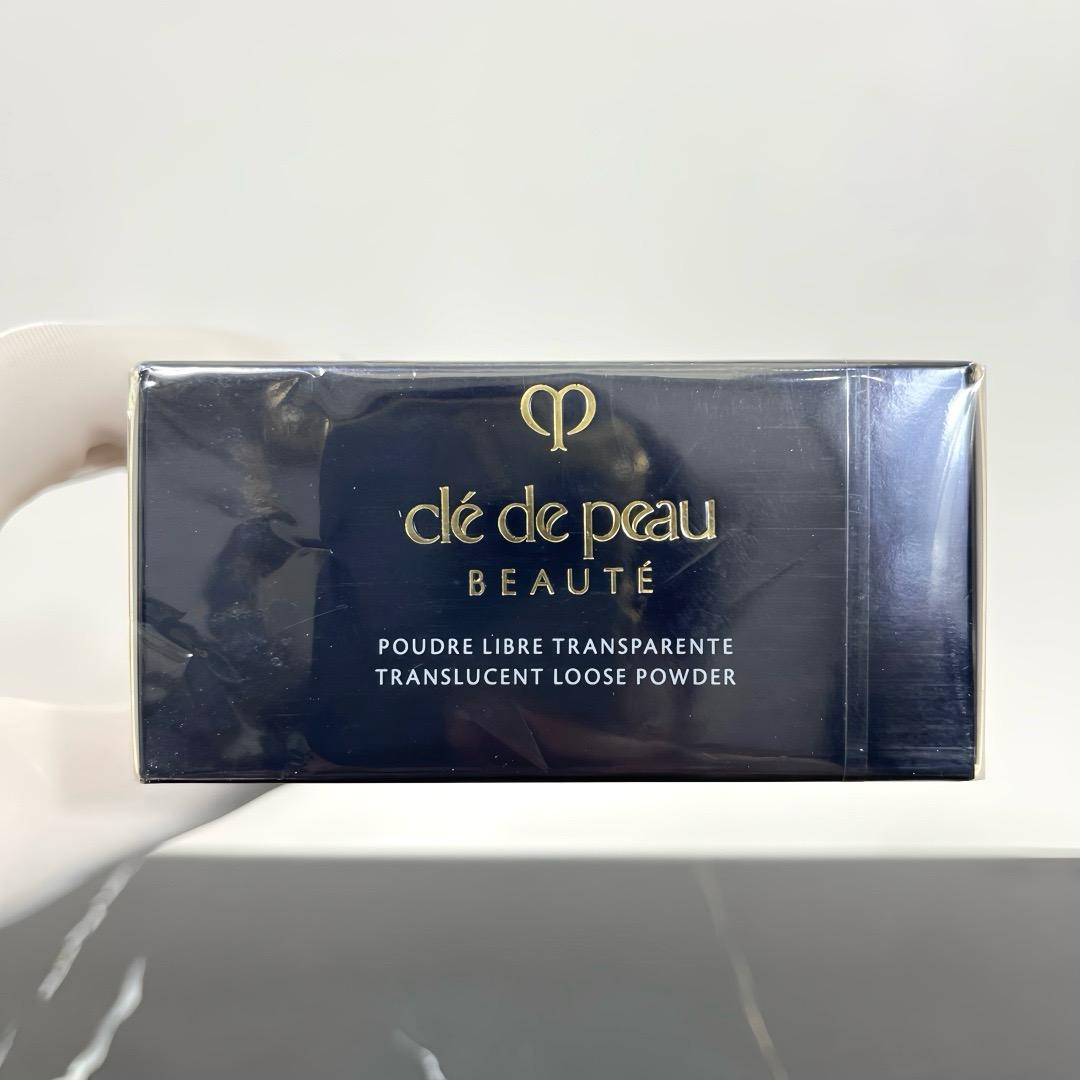 clé de peau
BEAUTÉ
POUDRE LIBRE TRANSPARENTE
TRANSLUCENT LOOSE POWDER